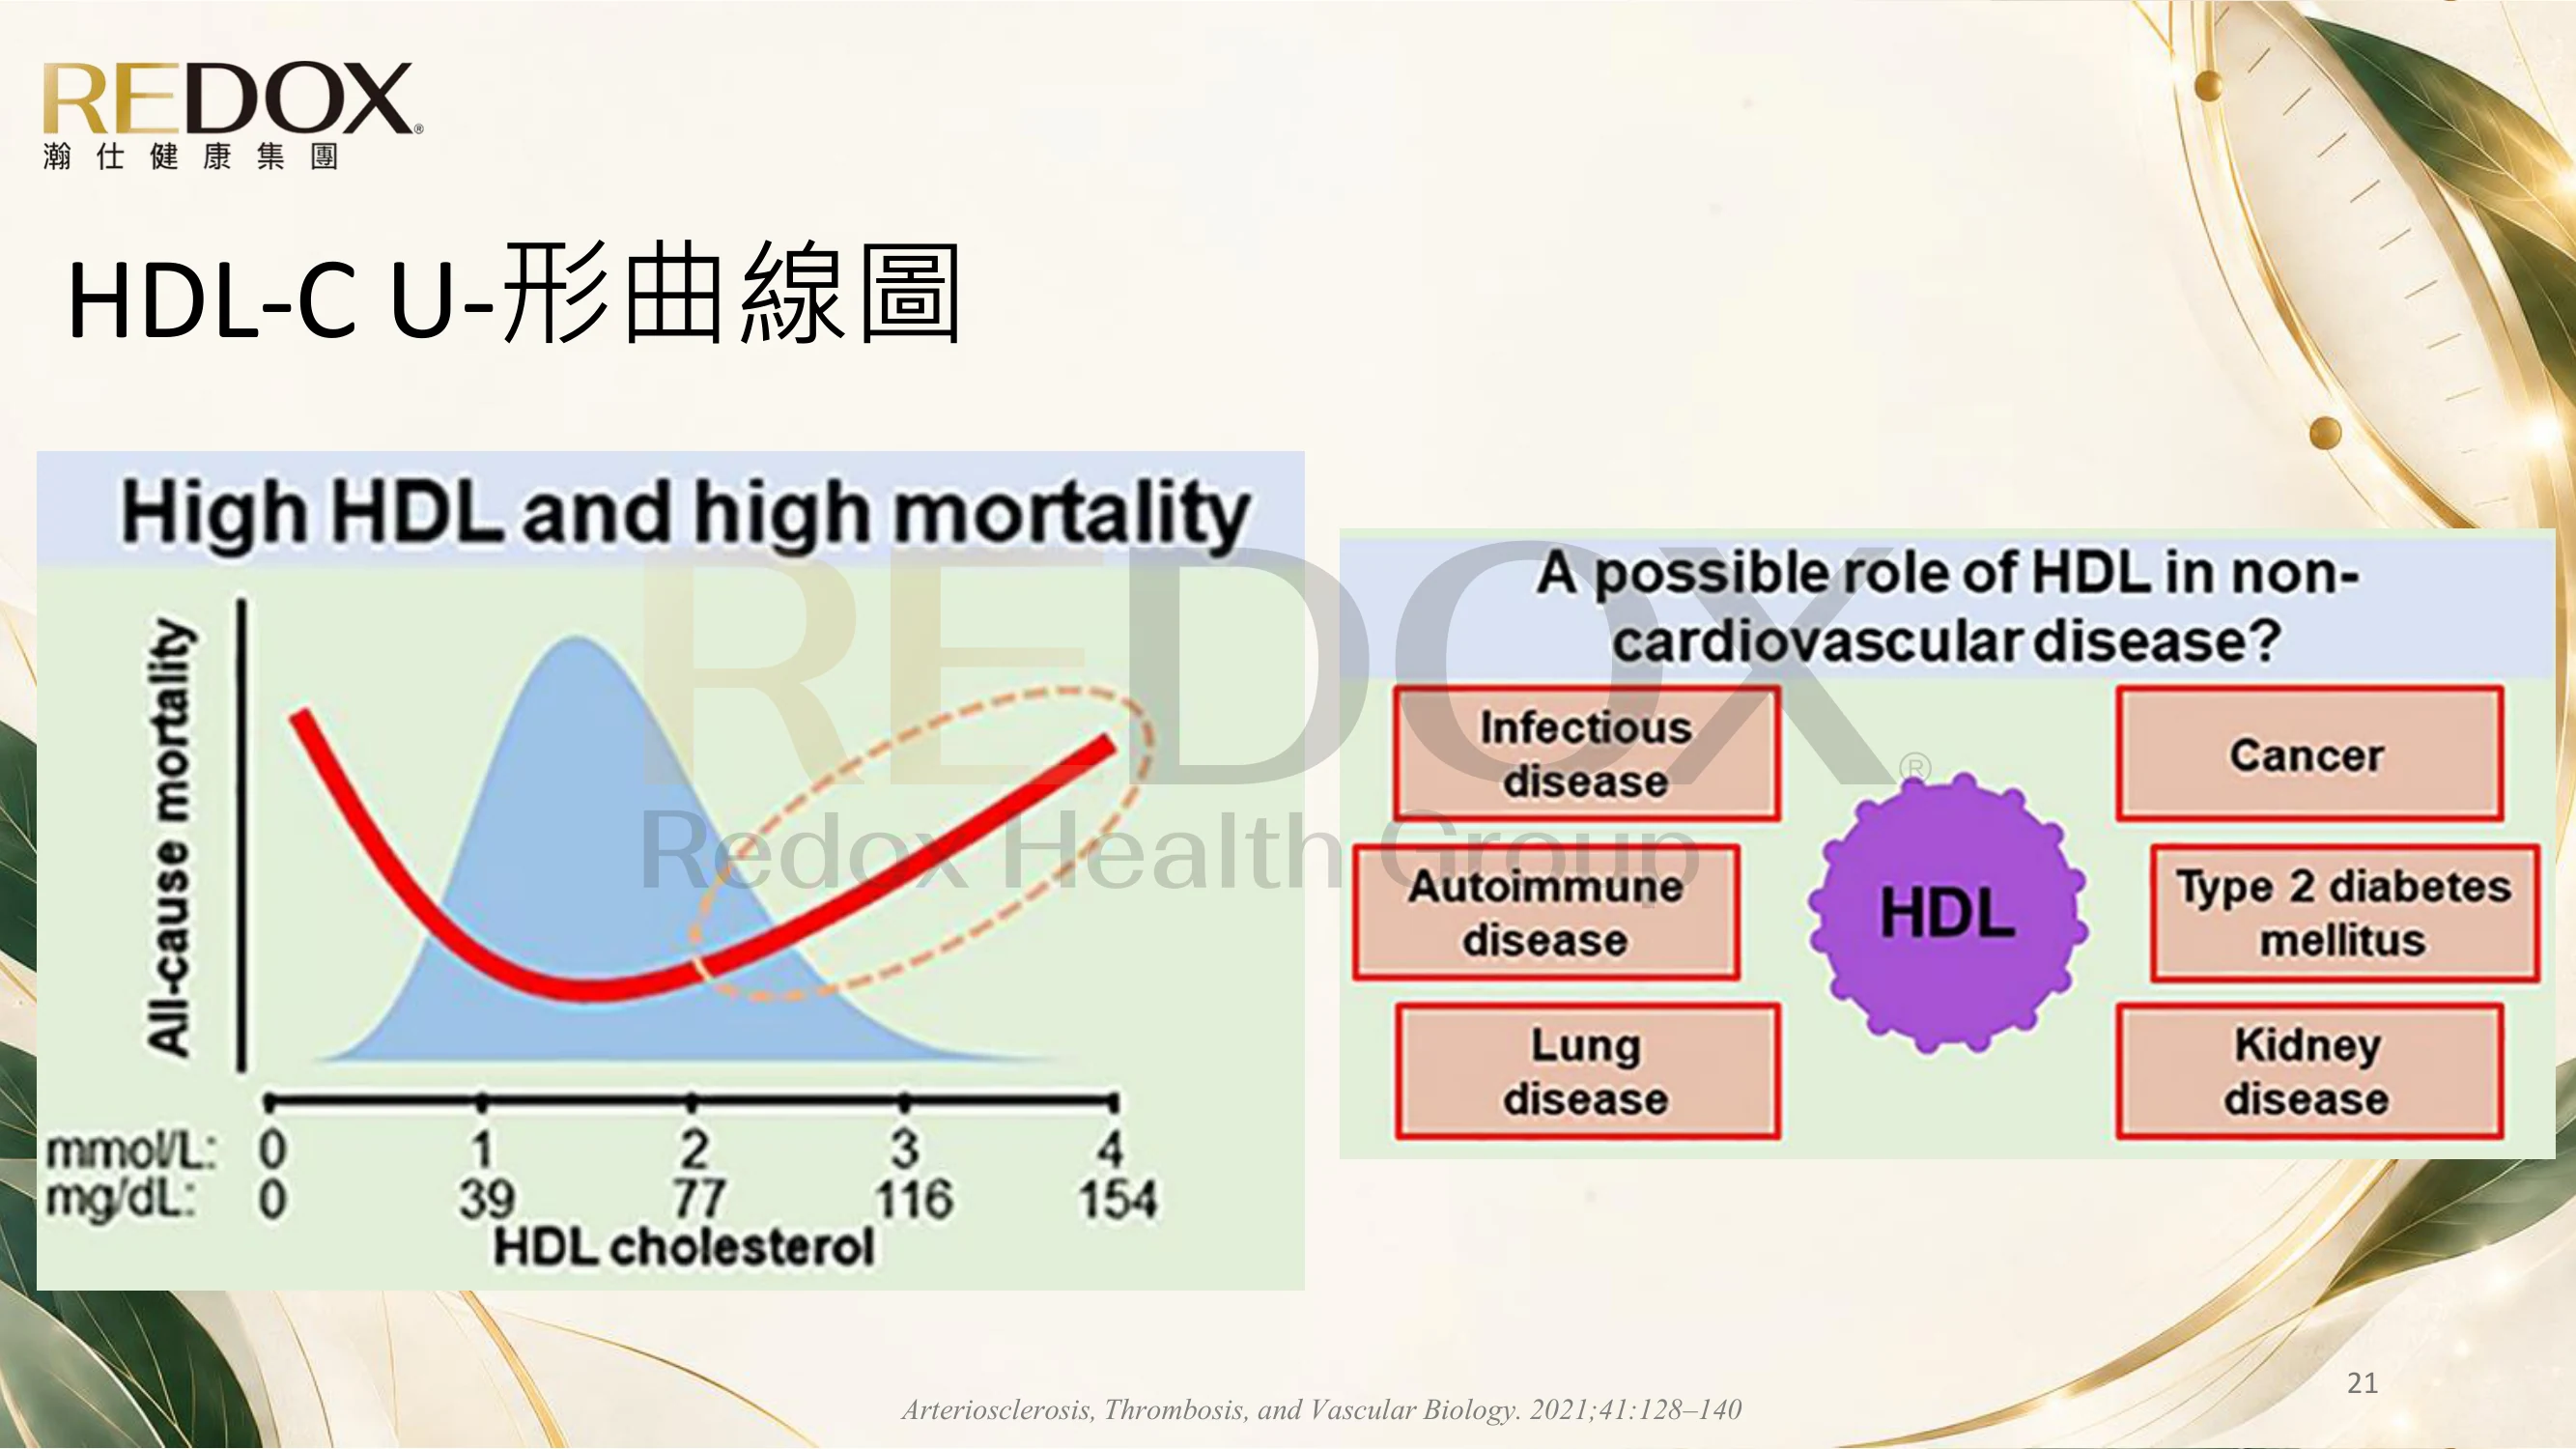 REDOX®
瀚仕健康集團
HDL-C U-形曲線圖
High HDL and high mortality
All-cause mortality
mmol/L: 0 1 2 3 4
mg/dL: 0 39 77 116 154
HDL cholesterol
A possible role of HDL in non-
cardiovascular disease?
Infectious
disease
Cancer
Autoimmune
disease
HDL
Type 2 diabetes
mellitus
Lung
disease
Kidney
disease
REDOX®
Redox Health Group
Arteriosclerosis, Thrombosis, and Vascular Biology. 2021;41:128–140
21